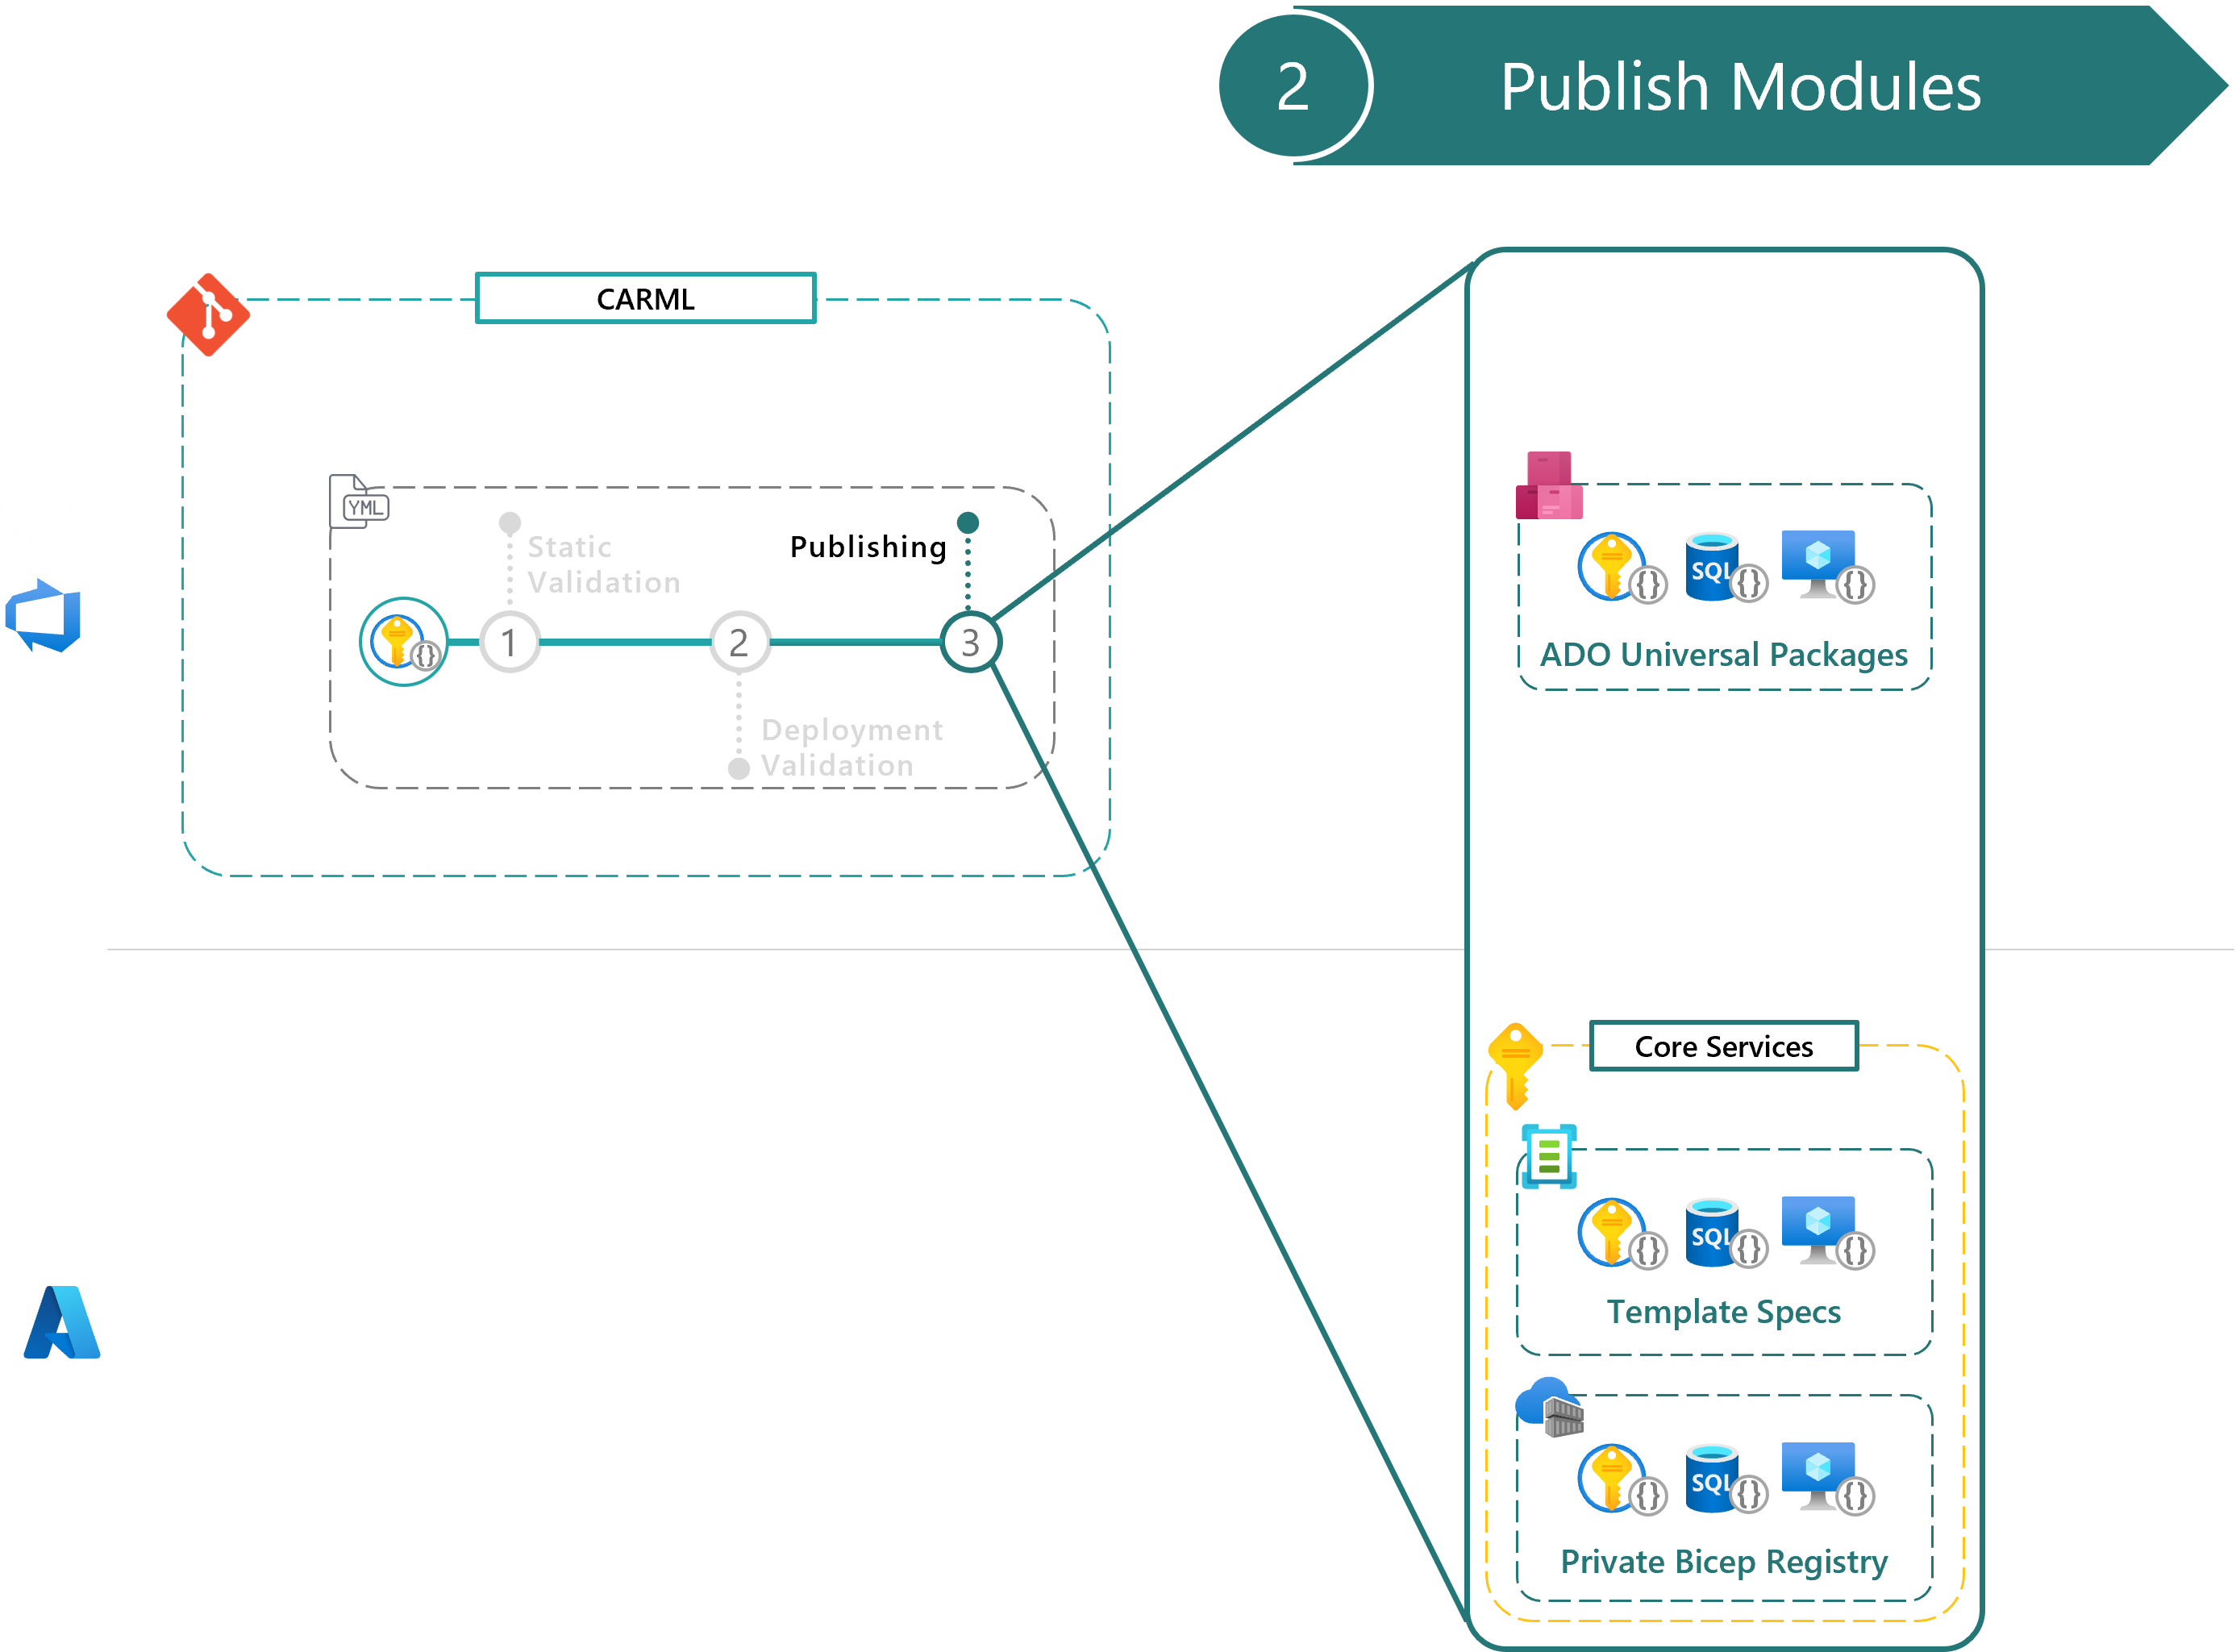 2
Publish Modules
CARML
YML
Static
Validation
Publishing
{}
1
2
3
Deployment
Validation
{}
SQL
{}
{}
ADO Universal Packages
Core Services
{}
SQL
{}
{}
Template Specs
{}
SQL
{}
{}
Private Bicep Registry